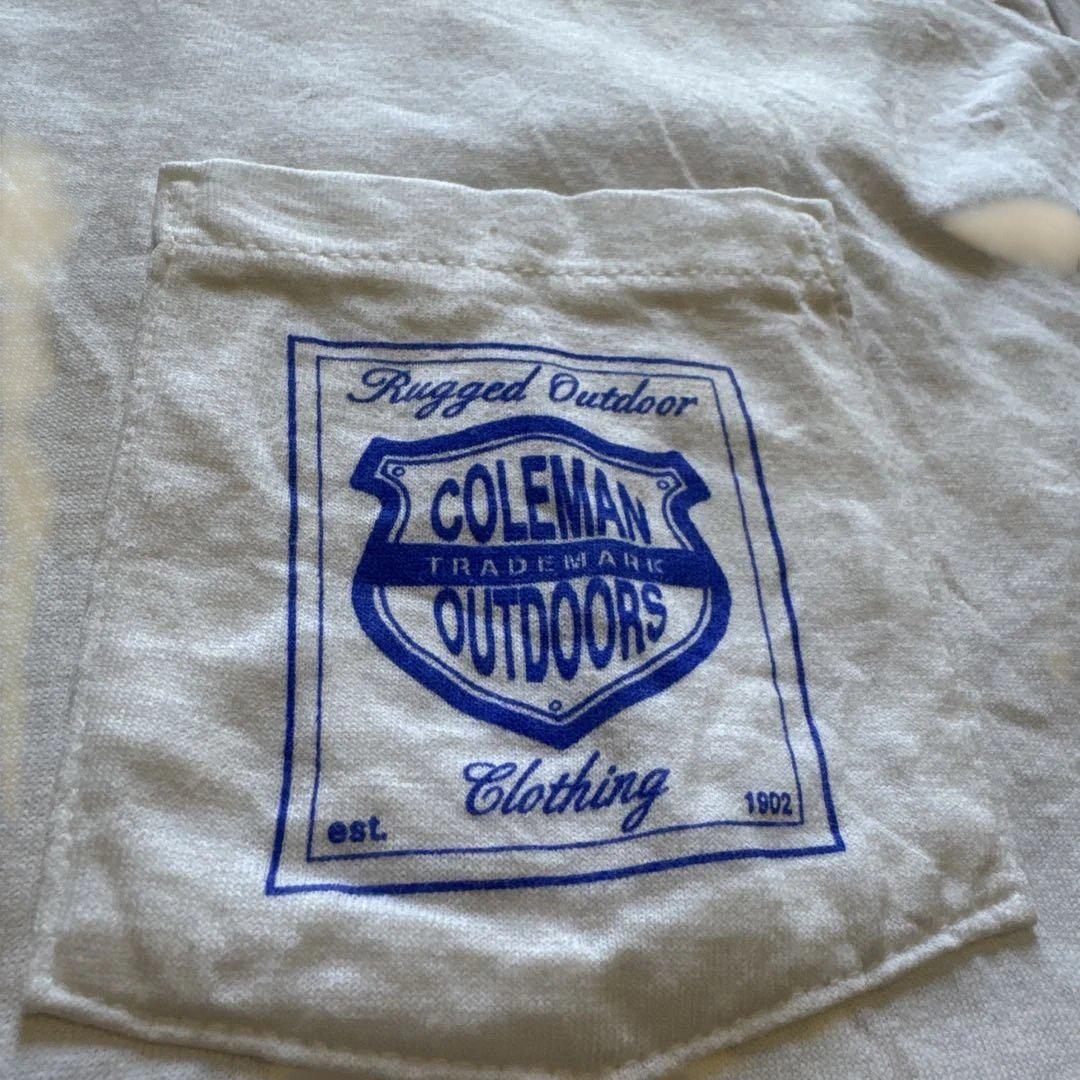 Rugged Outdoor
COLEMAN
TRADEMARK
OUTDOORS
Clothing
est. 1902